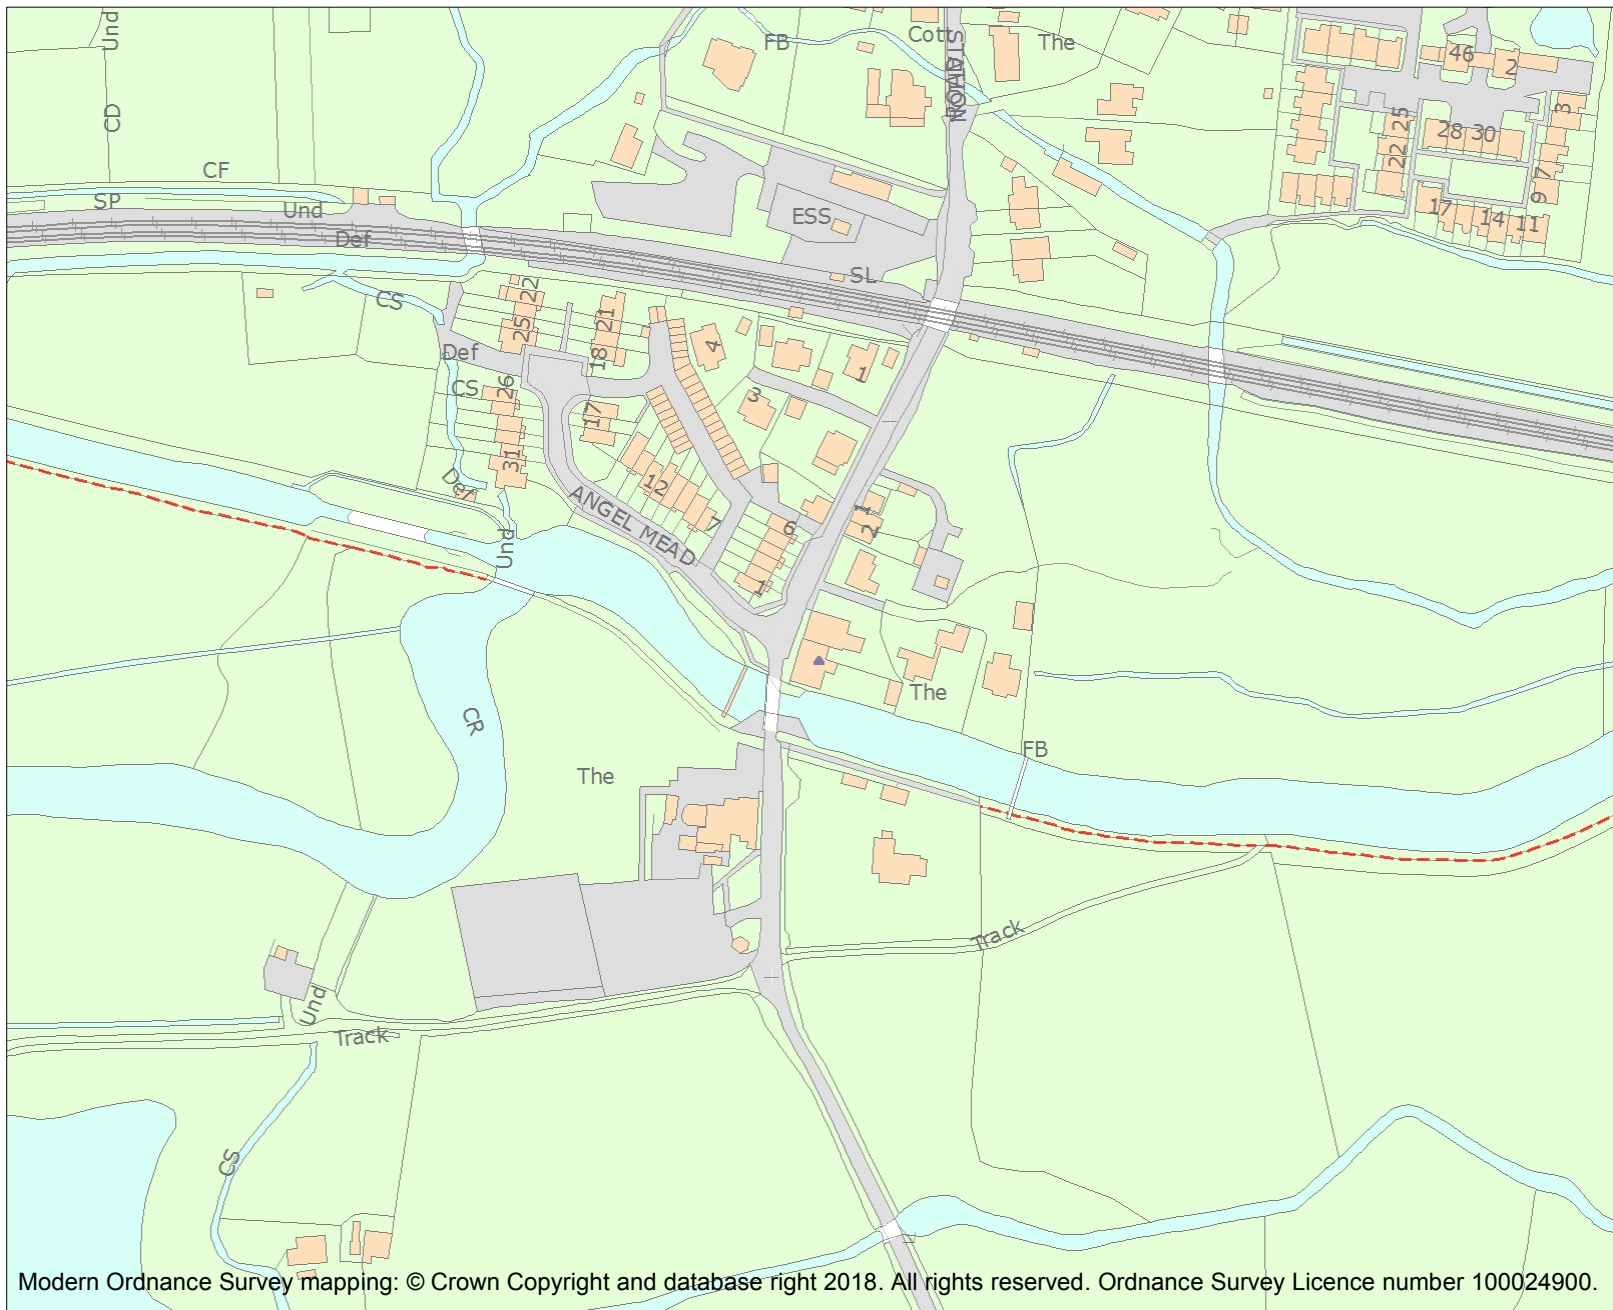 Und
FB
Cott
The
STATION
ROAD
46
2
CD
25
3
28 30
22
CF
SP
Und
ESS
17
14
11
9 7
Def
SL
CS
22
25
21
4
Def
18
1
CS
26
3
17
31
Def
12
ANGEL MEAD
7
6
1
2
Und
1
The
CR
FB
The
Track
Und
Track
CS
Modern Ordnance Survey mapping: © Crown Copyright and database right 2018. All rights reserved. Ordnance Survey Licence number 100024900.